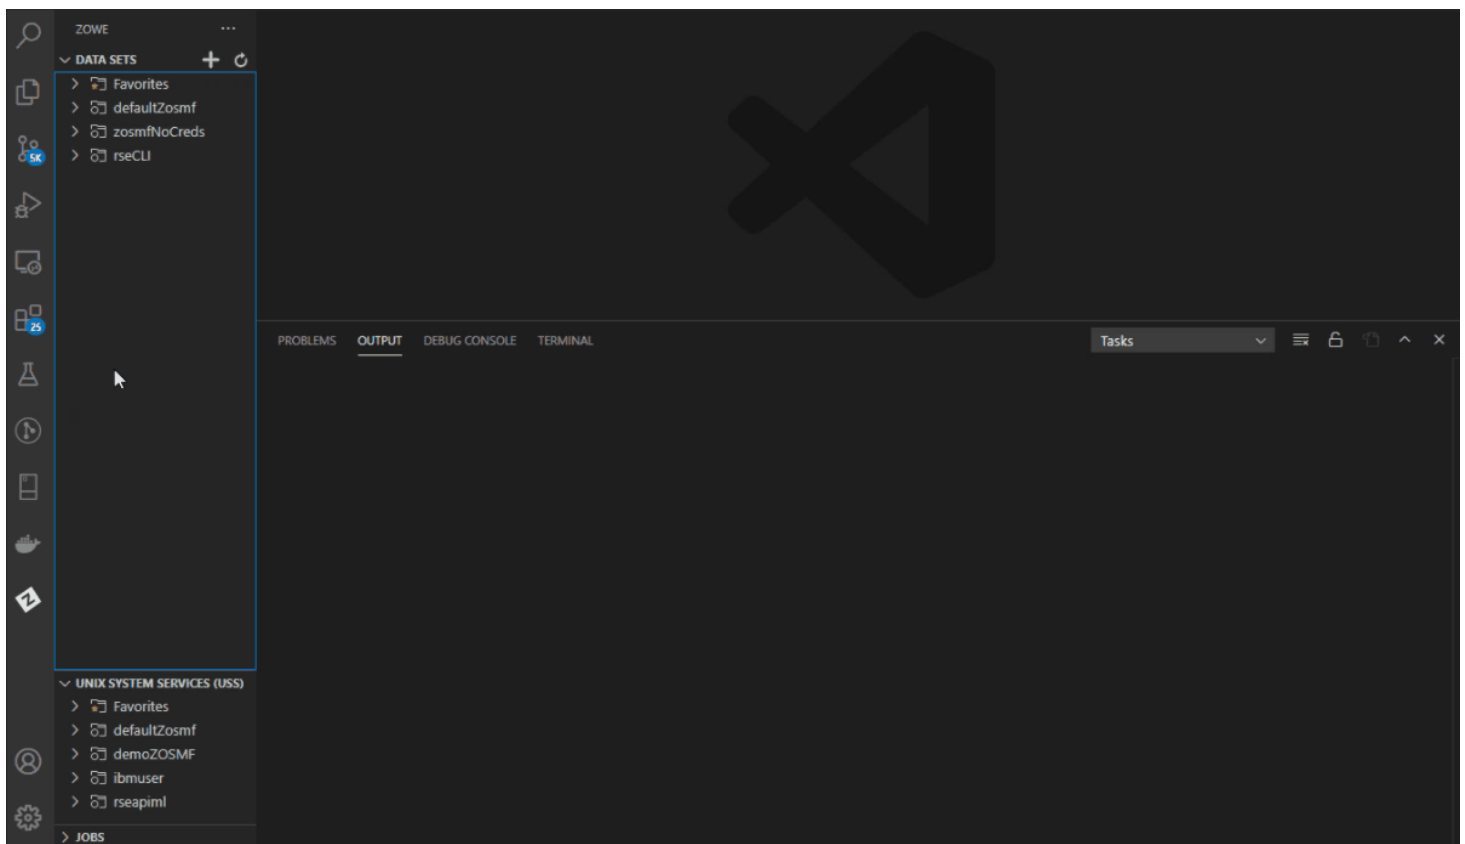 ZOWE
DATA SETS
Favorites
defaultZosmf
zosmfNoCreds
rseCLI
5K
25
PROBLEMS OUTPUT DEBUG CONSOLE TERMINAL Tasks
UNIX SYSTEM SERVICES (USS)
Favorites
defaultZosmf
demoZOSMF
ibmuser
rseapiml
JOBS